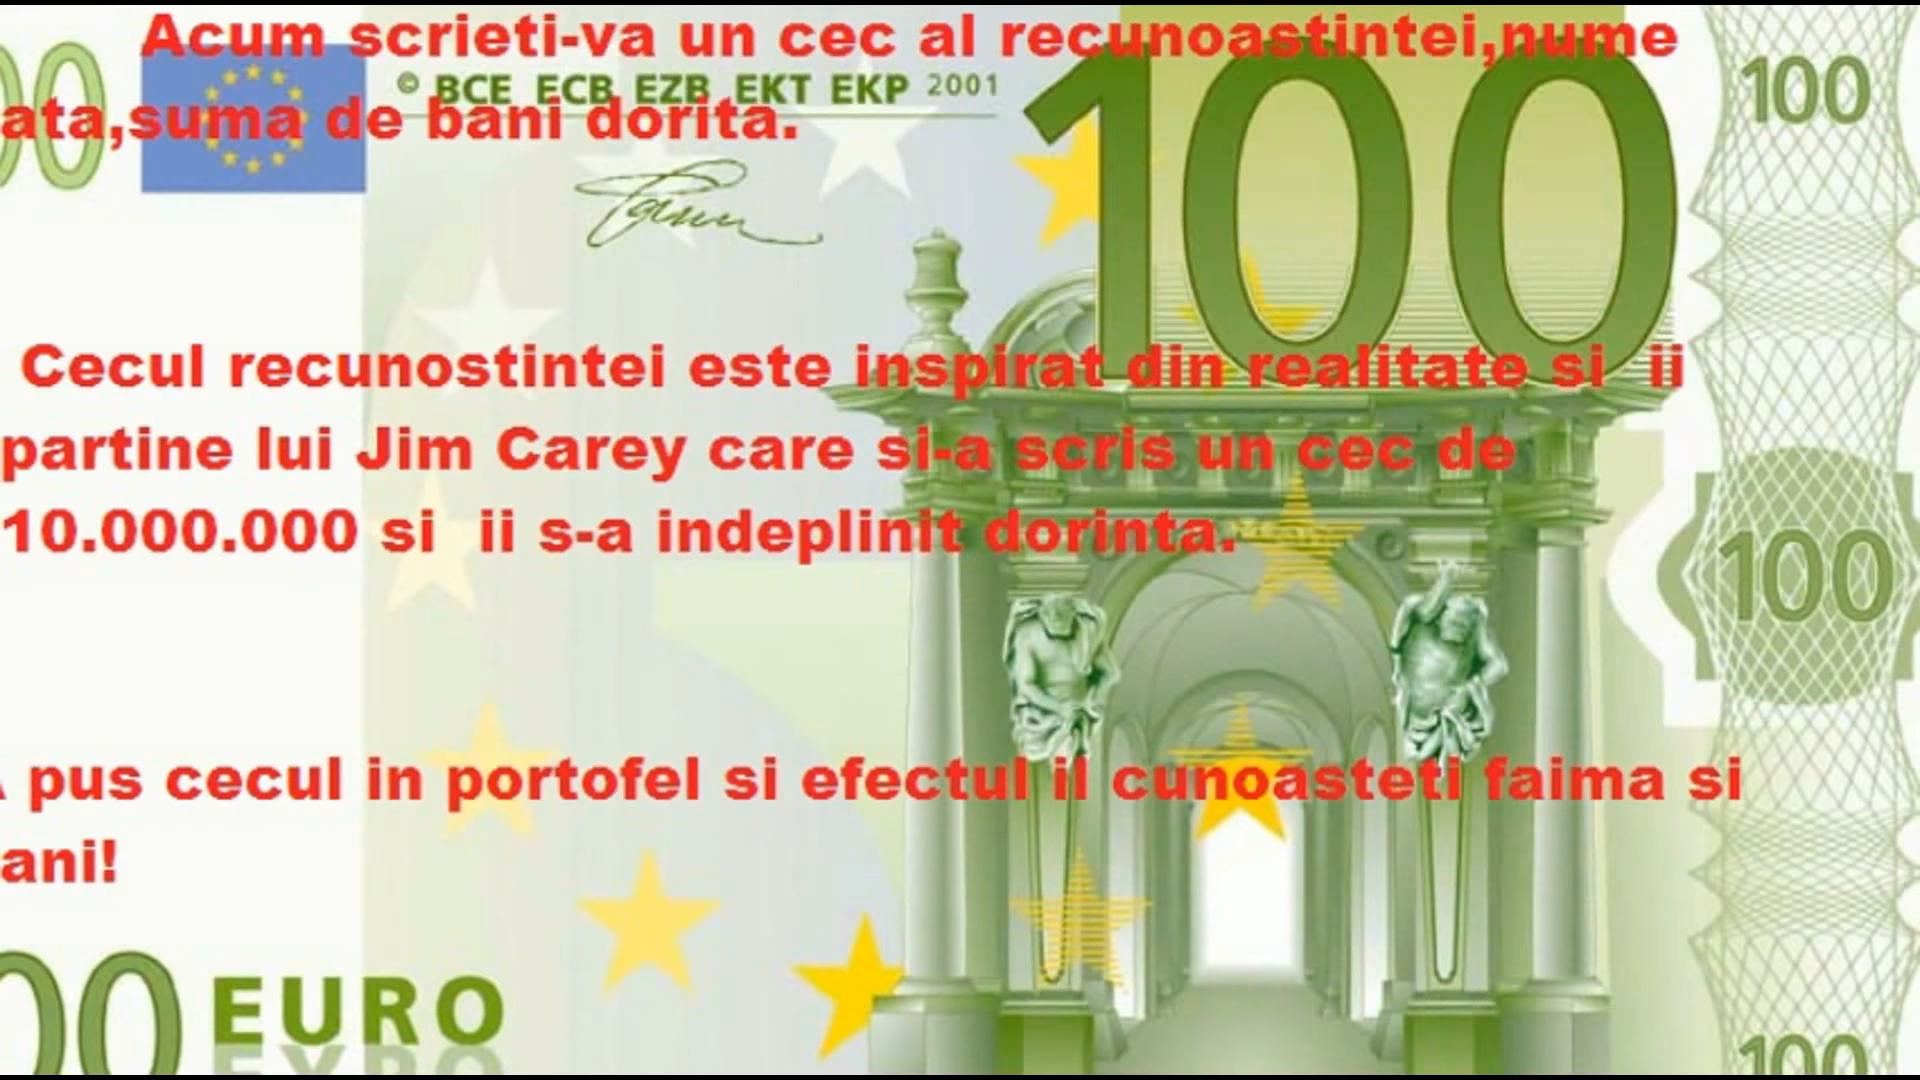 Acum scrieti-va un cec al recunoastintei,nume
ata,suma de bani dorita.
© BCE ECB EZB EKT EKP 2001
100
100
Cecul recunostintei este inspirat din realitate si ii
partine lui Jim Carey care si-a scris un cec de
10.000.000 si ii s-a indeplinit dorinta.
100
pus cecul in portofel si efectul il cunoasteti faima si
ani!
00 EURO
100